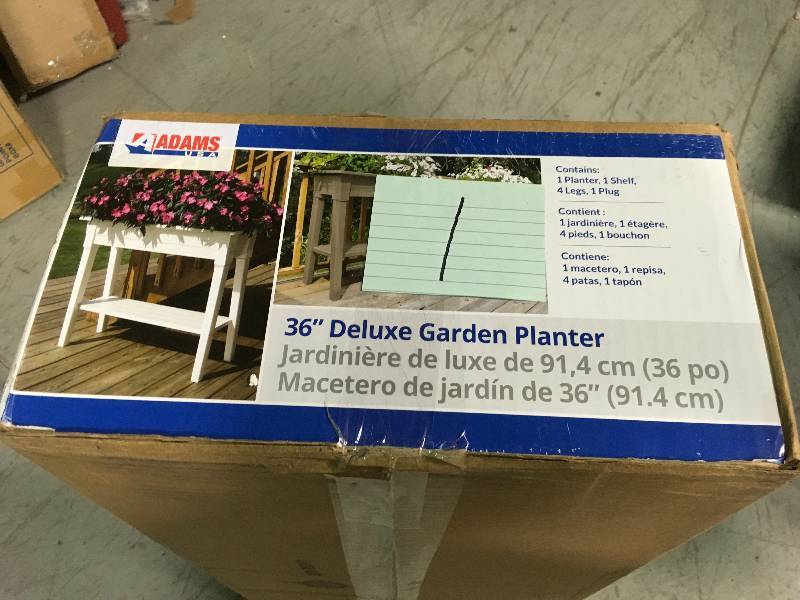 ADAMS
USA
Contains:
1 Planter, 1 Shelf,
4 Legs, 1 Plug
Contient :
1 jardinière, 1 étagère,
4 pieds, 1 bouchon
Contiene:
1 macetero, 1 repisa,
4 patas, 1 tapón
1
36” Deluxe Garden Planter
Jardinière de luxe de 91,4 cm (36 po)
Macetero de jardín de 36” (91.4 cm)